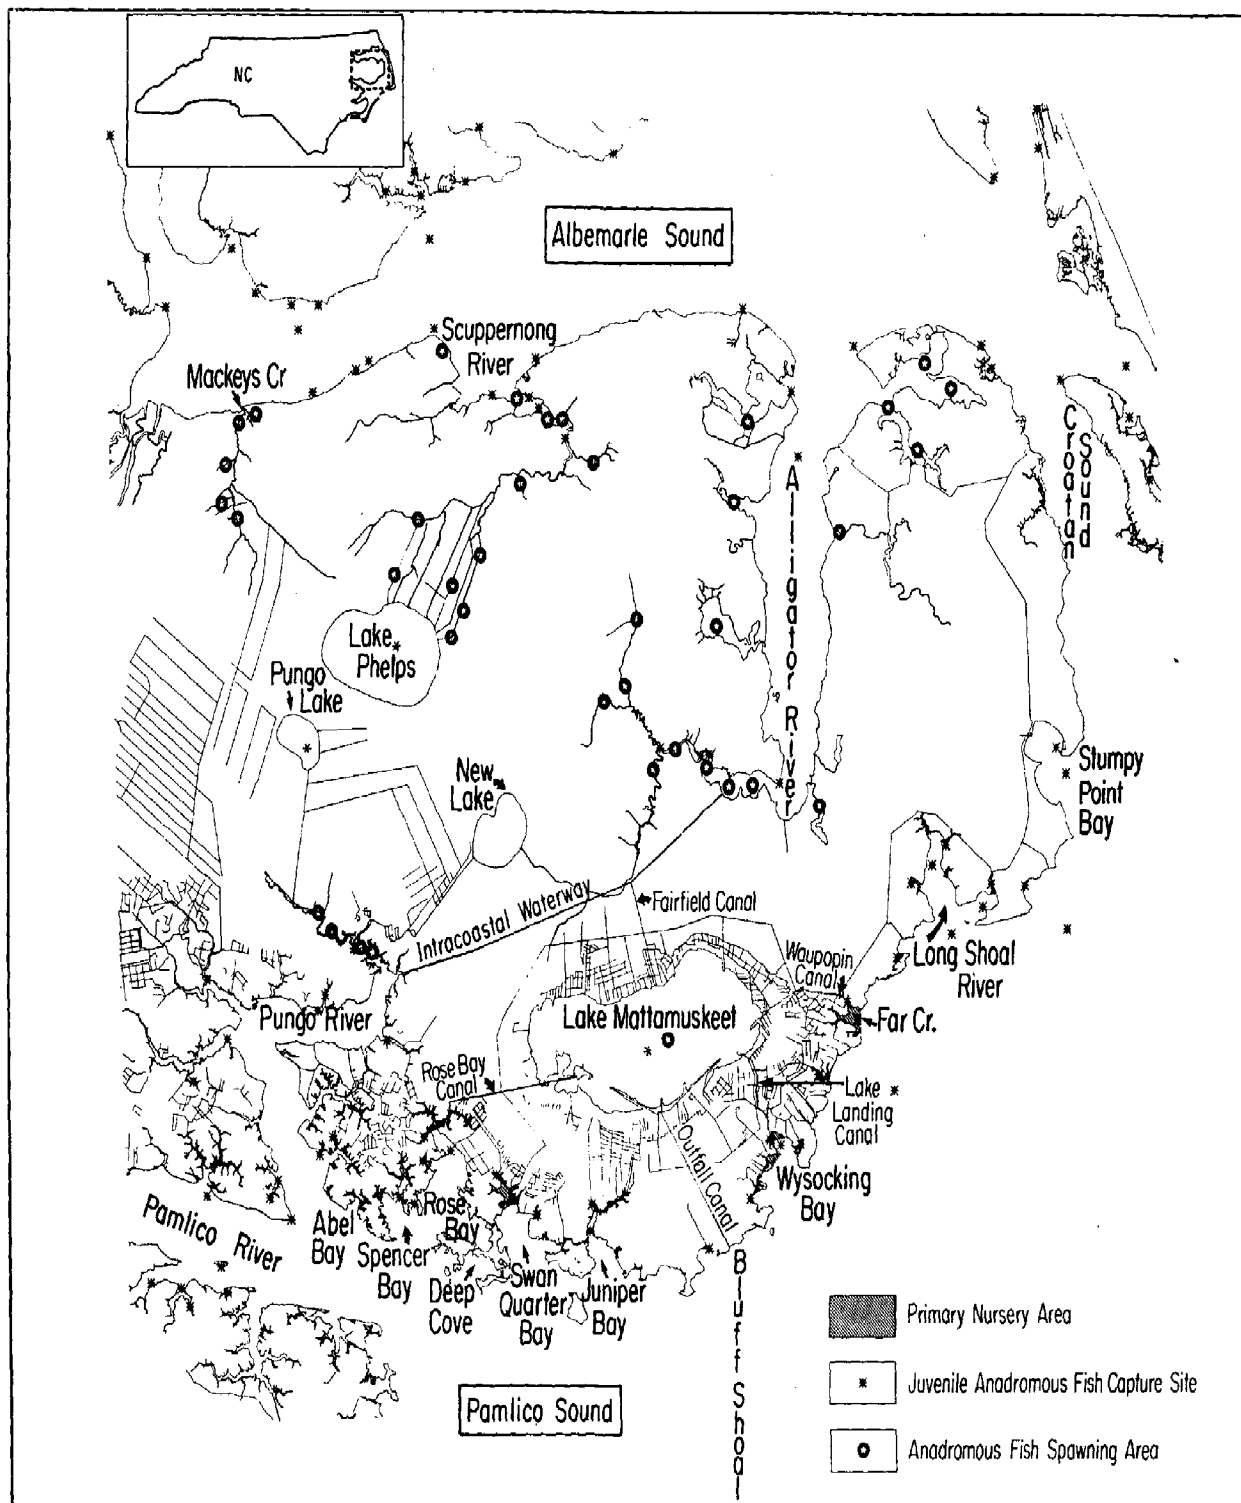 NC
Albemarle Sound
Scuppernong
River
Mackeys Cr
Croatan
Sound
Alligator River
Lake
Phelps
Pungo
Lake
New
Lake
Stumpy
Point
Bay
Intracoastal Waterway
Fairfield Canal
Waupopin
Canal
Long Shoal
River
Pungo River
Lake Mattamuskeet
Far Cr.
Rose Bay
Canal
Lake
Landing
Canal
Outfall Canal
Wysocking
Bay
Pamlico River
Abel
Bay
Spencer
Bay
Rose
Bay
Deep
Cove
Swan
Quarter
Bay
Juniper
Bay
Bluff Shoal
Pamlico Sound
Primary Nursery Area
Juvenile Anadromous Fish Capture Site
Anadromous Fish Spawning Area